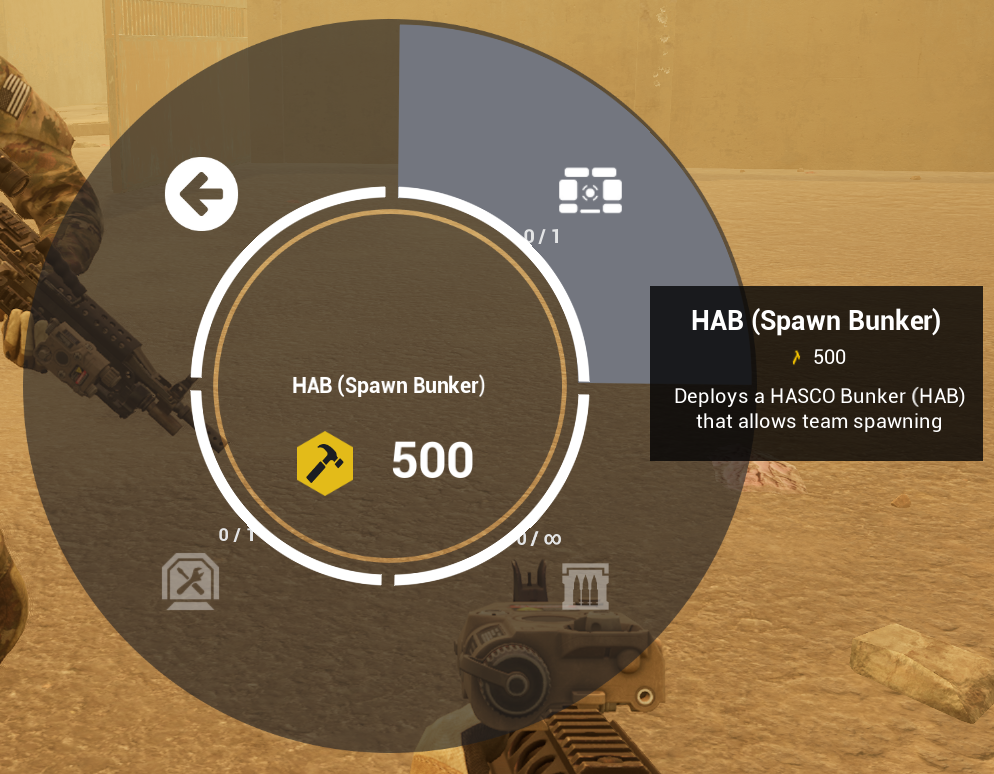 0 / 1
HAB (Spawn Bunker)
500
Deploys a HASCO Bunker (HAB)
that allows team spawning
HAB (Spawn Bunker)
500
0 / 1
0 / ∞